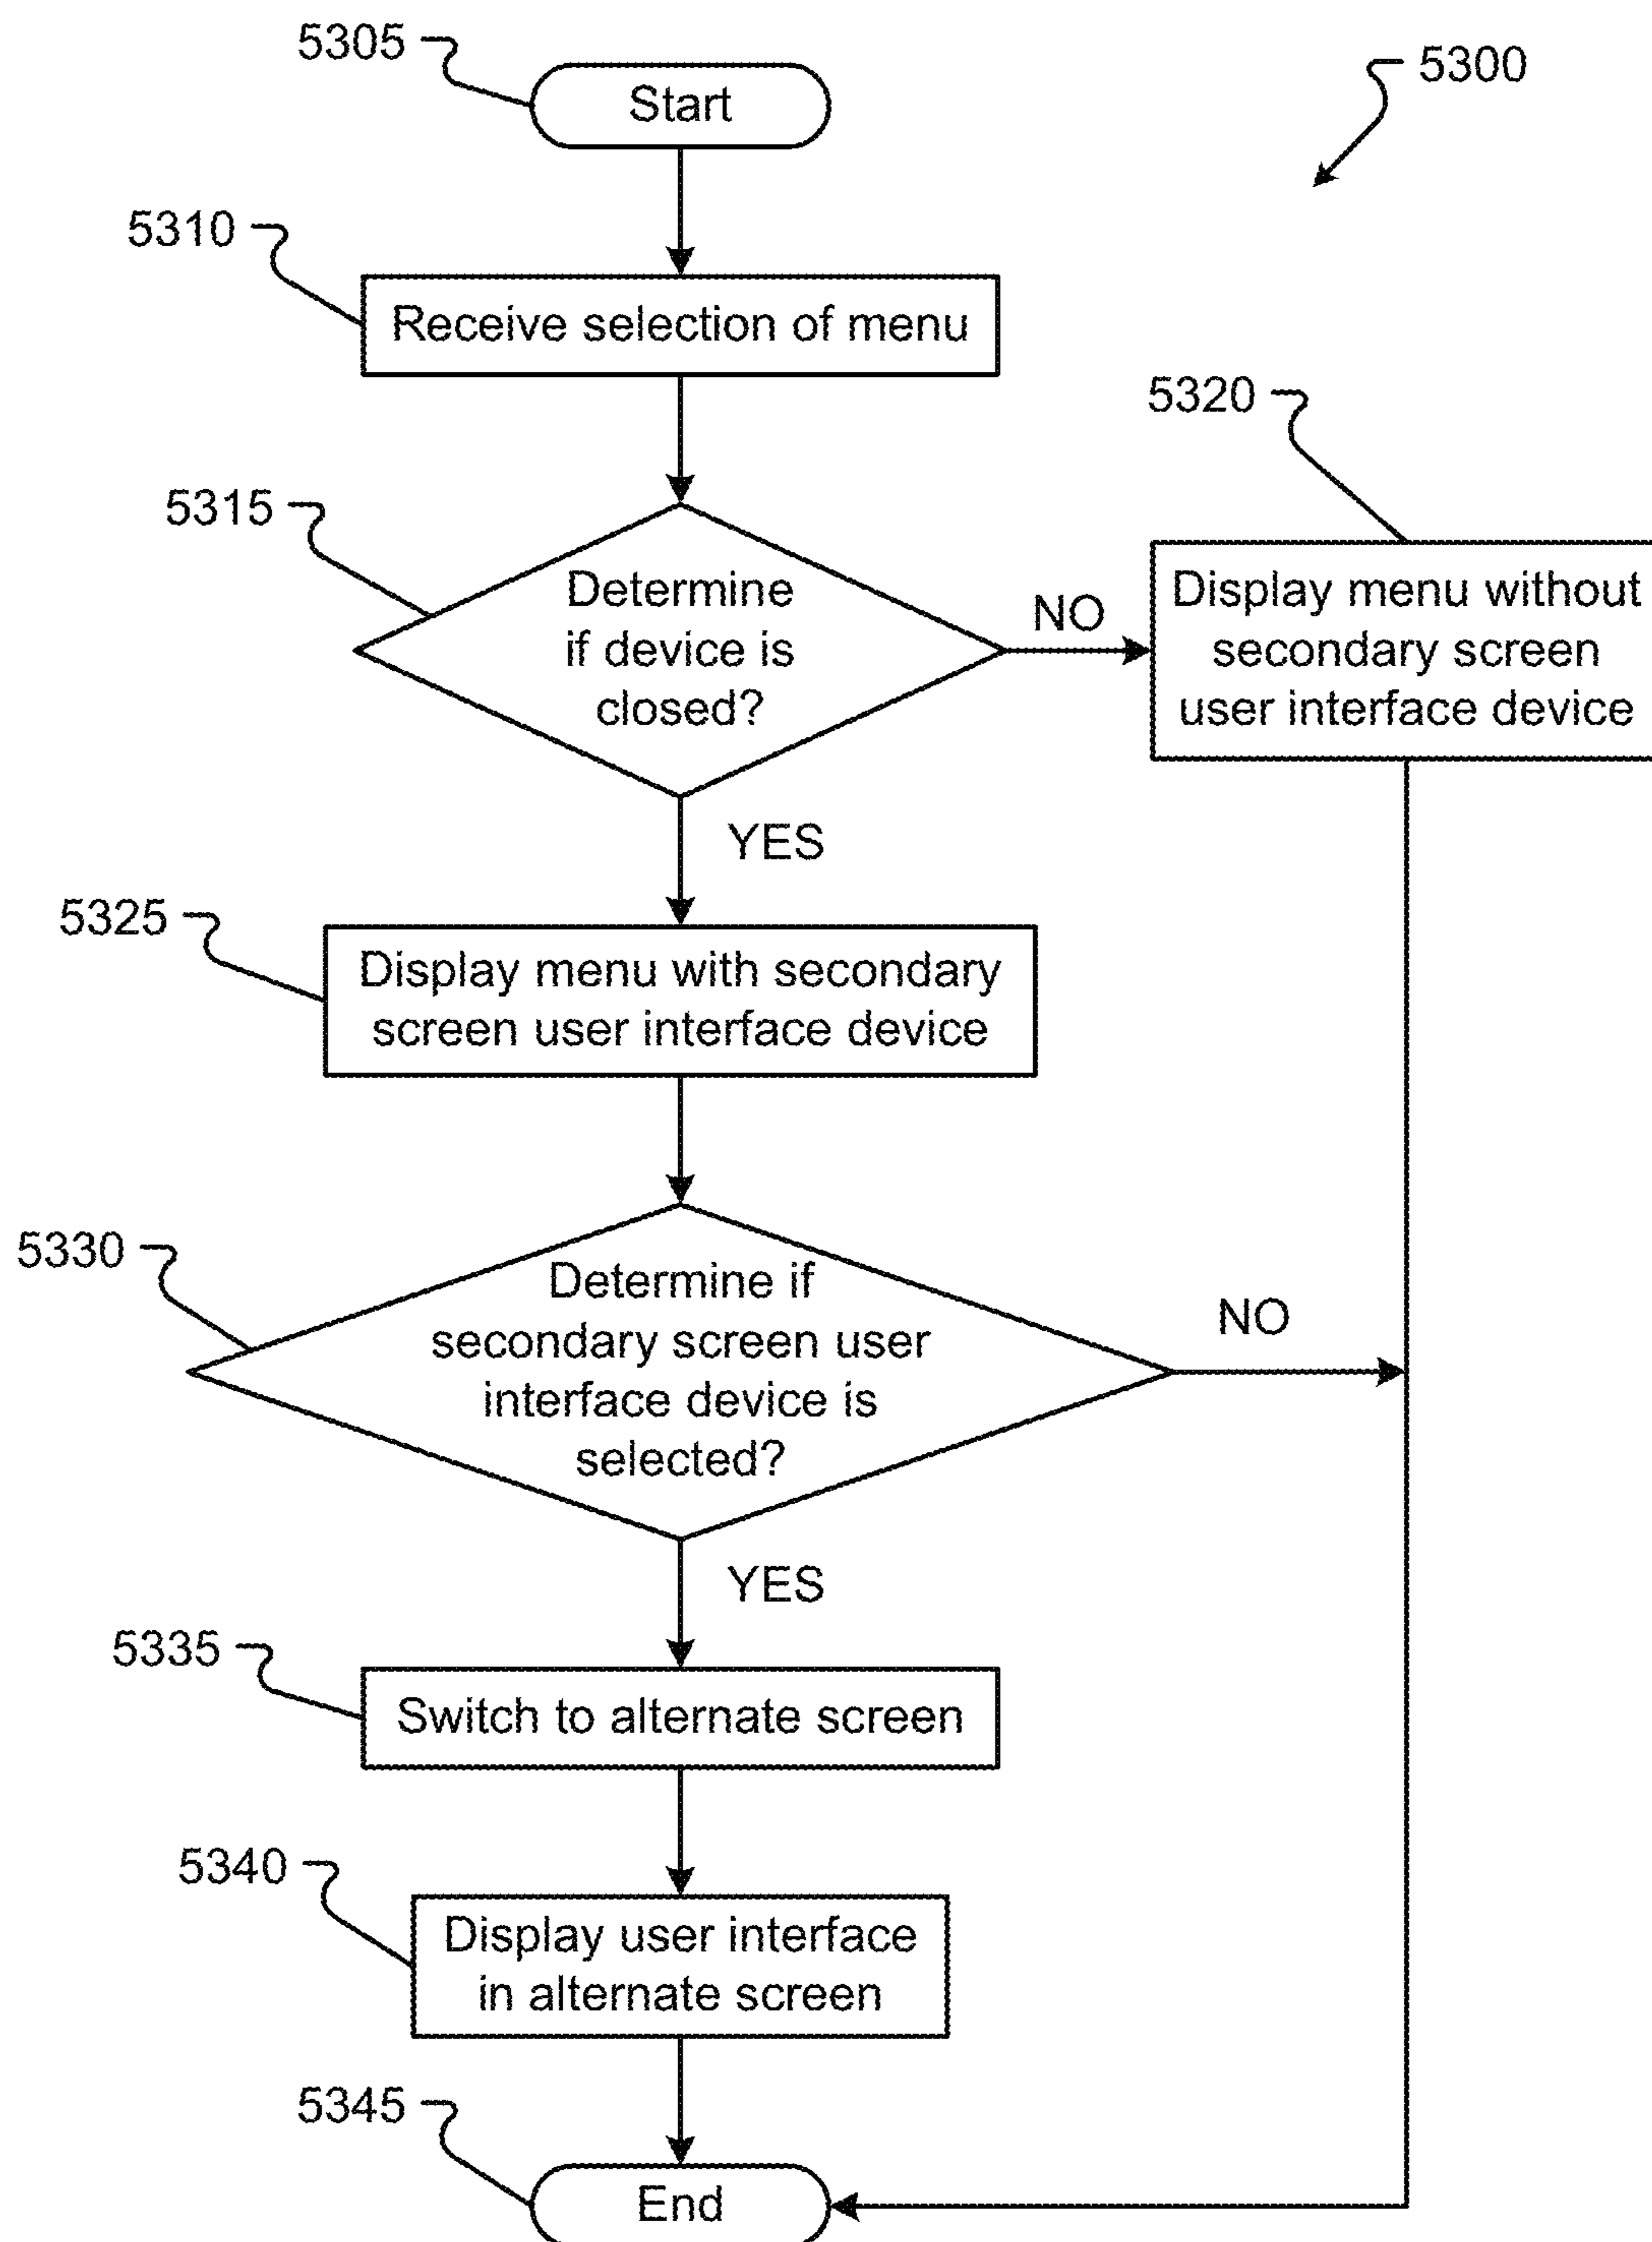 5305
Start
5300
5310
Receive selection of menu
5320
5315
Determine
if device is
closed?
NO
Display menu without
secondary screen
user interface device
YES
5325
Display menu with secondary
screen user interface device
5330
Determine if
secondary screen user
interface device is
selected?
NO
YES
5335
Switch to alternate screen
5340
Display user interface
in alternate screen
5345
End